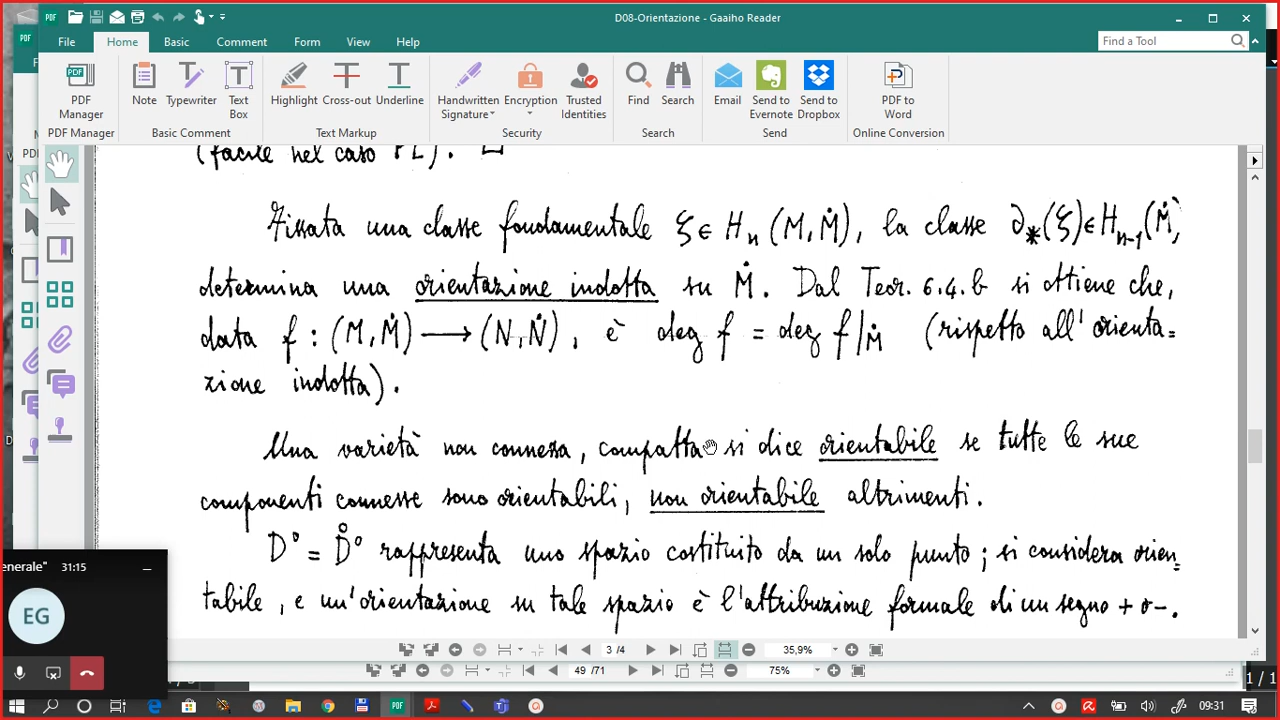 D08-Orientazione - Gaaiho Reader
File Home Basic Comment Form View Help
Find a Tool
PDF Manager
Note Typewriter Text Box
Highlight Cross-out Underline
Handwritten Signature Encryption Trusted Identities
Find Search
Email Send to Evernote Send to Dropbox
PDF to Word
PDF Manager Basic Comment Text Markup Security Search Send Online Conversion
(facile nel caso PL). □
Fissata una classe fondamentale ξ ∈ Hₙ (M, Ṁ), la classe ∂⁎(ξ) ∈ Hₙ₋₁(Ṁ)
determina una orientazione indotta su Ṁ. Dal Teor. 6.4.b si ottiene che,
data f : (M, Ṁ) ⟶ (N, Ṅ), è deg f = deg f|Ṁ (rispetto all'orienta=
zione indotta).
Una varietà non connessa, compatta si dice orientabile se tutte le sue
componenti connesse sono orientabili, non orientabile altrimenti.
D° = D̊° rappresenta uno spazio costituito da un solo punto; si considera orien=
tabile, e un'orientazione su tale spazio è l'attribuzione formale di un segno + o -.
enerale" 31:15
EG
3 /4 35,9%
49 /71 75%
1 / 1
09:31